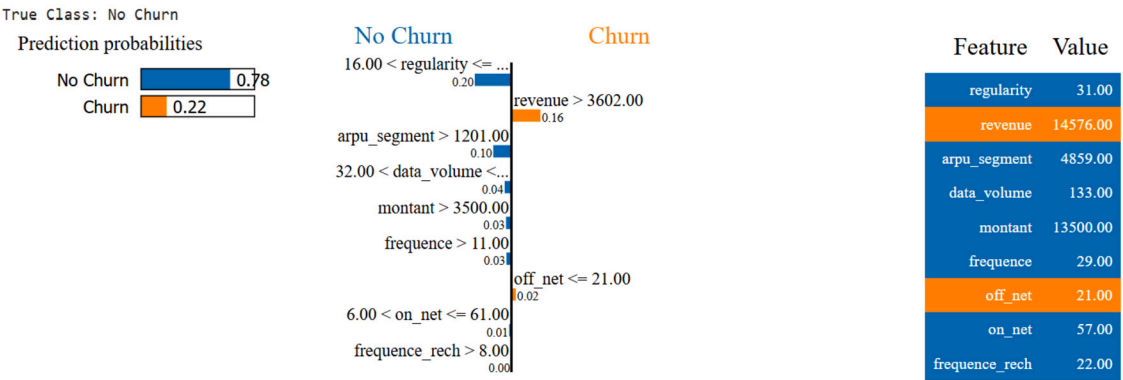 True Class: No Churn
Prediction probabilities
No Churn 0.78
Churn 0.22
No Churn Churn
16.00 < regularity <= ...
0.20
revenue > 3602.00
0.16
arpu_segment > 1201.00
0.10
32.00 < data_volume <...
0.04
montant > 3500.00
0.03
frequence > 11.00
0.03
off_net <= 21.00
0.02
6.00 < on_net <= 61.00
0.01
frequence_rech > 8.00
0.00
Feature Value
regularity 31.00
revenue 14576.00
arpu_segment 4859.00
data_volume 133.00
montant 13500.00
frequence 29.00
off_net 21.00
on_net 57.00
frequence_rech 22.00